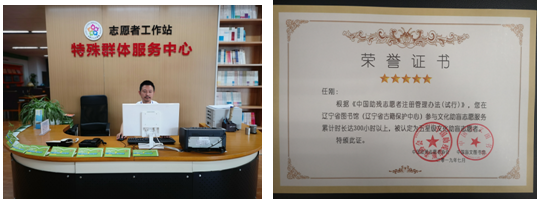 志愿者工作站
特殊群体服务中心
荣誉证书
任刚:
根据《中国助残志愿者注册管理办法(试行)》,您在
辽宁省图书馆(辽宁省古籍保护中心)参与文化助盲志愿服务
累计时长达300小时以上,被认定为五星级文化助盲志愿者。
特颁此证。